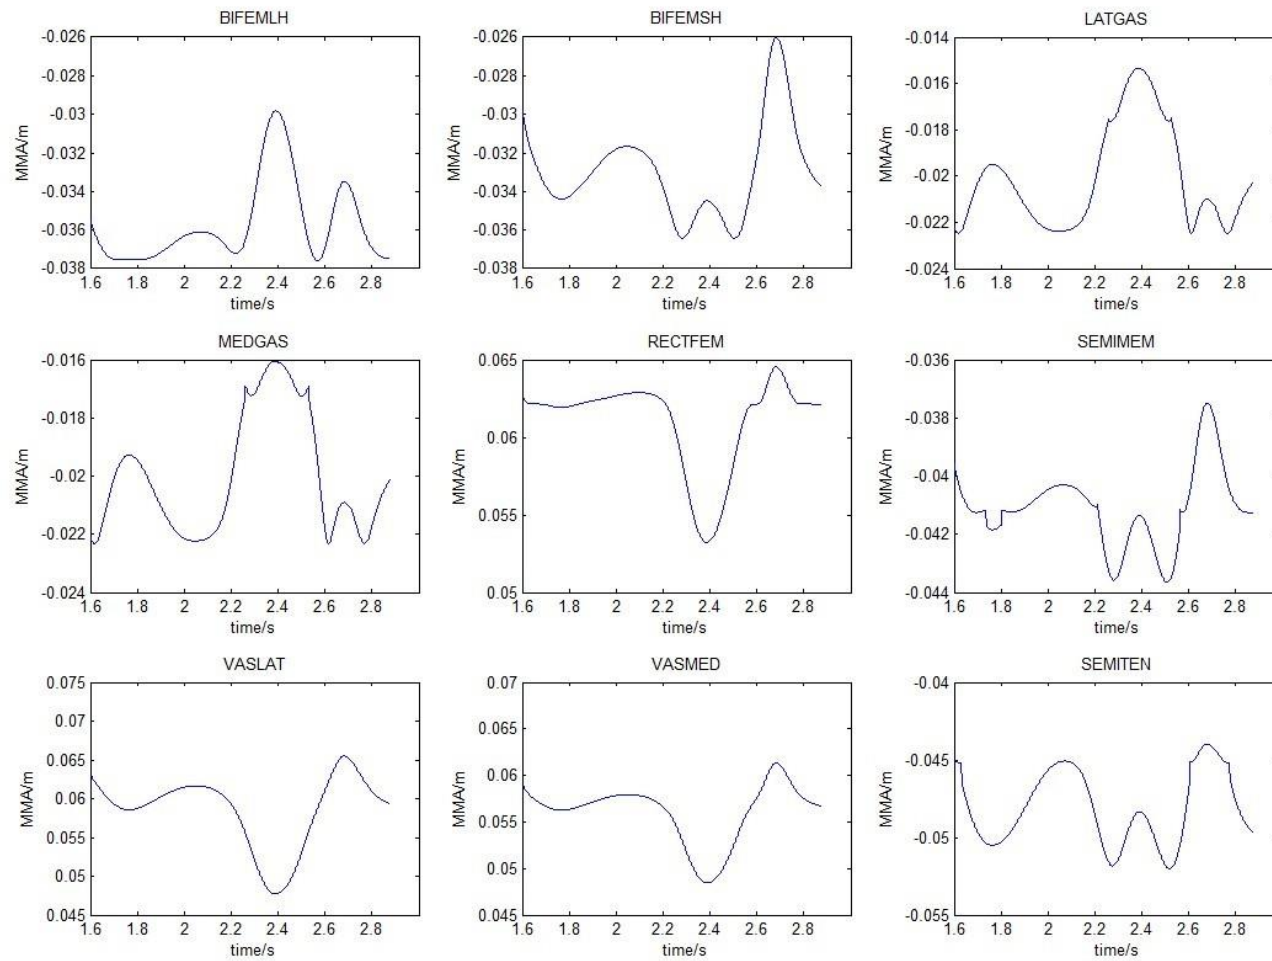 BIFEMLH
-0.026
-0.028
-0.03
-0.032
-0.034
-0.036
-0.038
MMA/m
1.6 1.8 2 2.2 2.4 2.6 2.8
time/s
BIFEMSH
-0.026
-0.028
-0.03
-0.032
-0.034
-0.036
-0.038
MMA/m
1.6 1.8 2 2.2 2.4 2.6 2.8
time/s
LATGAS
-0.014
-0.016
-0.018
-0.02
-0.022
-0.024
MMA/m
1.6 1.8 2 2.2 2.4 2.6 2.8
time/s
MEDGAS
-0.016
-0.018
-0.02
-0.022
-0.024
MMA/m
1.6 1.8 2 2.2 2.4 2.6 2.8
time/s
RECTFEM
0.065
0.06
0.055
0.05
MMA/m
1.6 1.8 2 2.2 2.4 2.6 2.8
time/s
SEMIMEM
-0.036
-0.038
-0.04
-0.042
-0.044
MMA/m
1.6 1.8 2 2.2 2.4 2.6 2.8
time/s
VASLAT
0.075
0.07
0.065
0.06
0.055
0.05
0.045
MMA/m
1.6 1.8 2 2.2 2.4 2.6 2.8
time/s
VASMED
0.07
0.065
0.06
0.055
0.05
0.045
MMA/m
1.6 1.8 2 2.2 2.4 2.6 2.8
time/s
SEMITEN
-0.04
-0.045
-0.05
-0.055
MMA/m
1.6 1.8 2 2.2 2.4 2.6 2.8
time/s